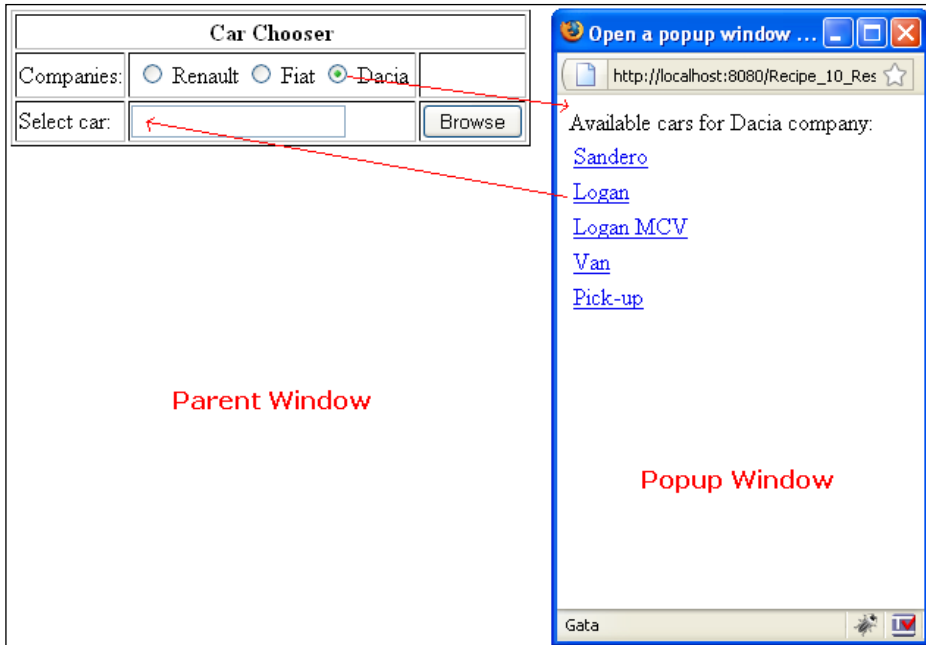 Car Chooser
Companies: Renault Fiat Dacia
Select car: Browse
Parent Window
Open a popup window ...
http://localhost:8080/Recipe_10_Res
Available cars for Dacia company:
Sandero
Logan
Logan MCV
Van
Pick-up
Popup Window
Gata